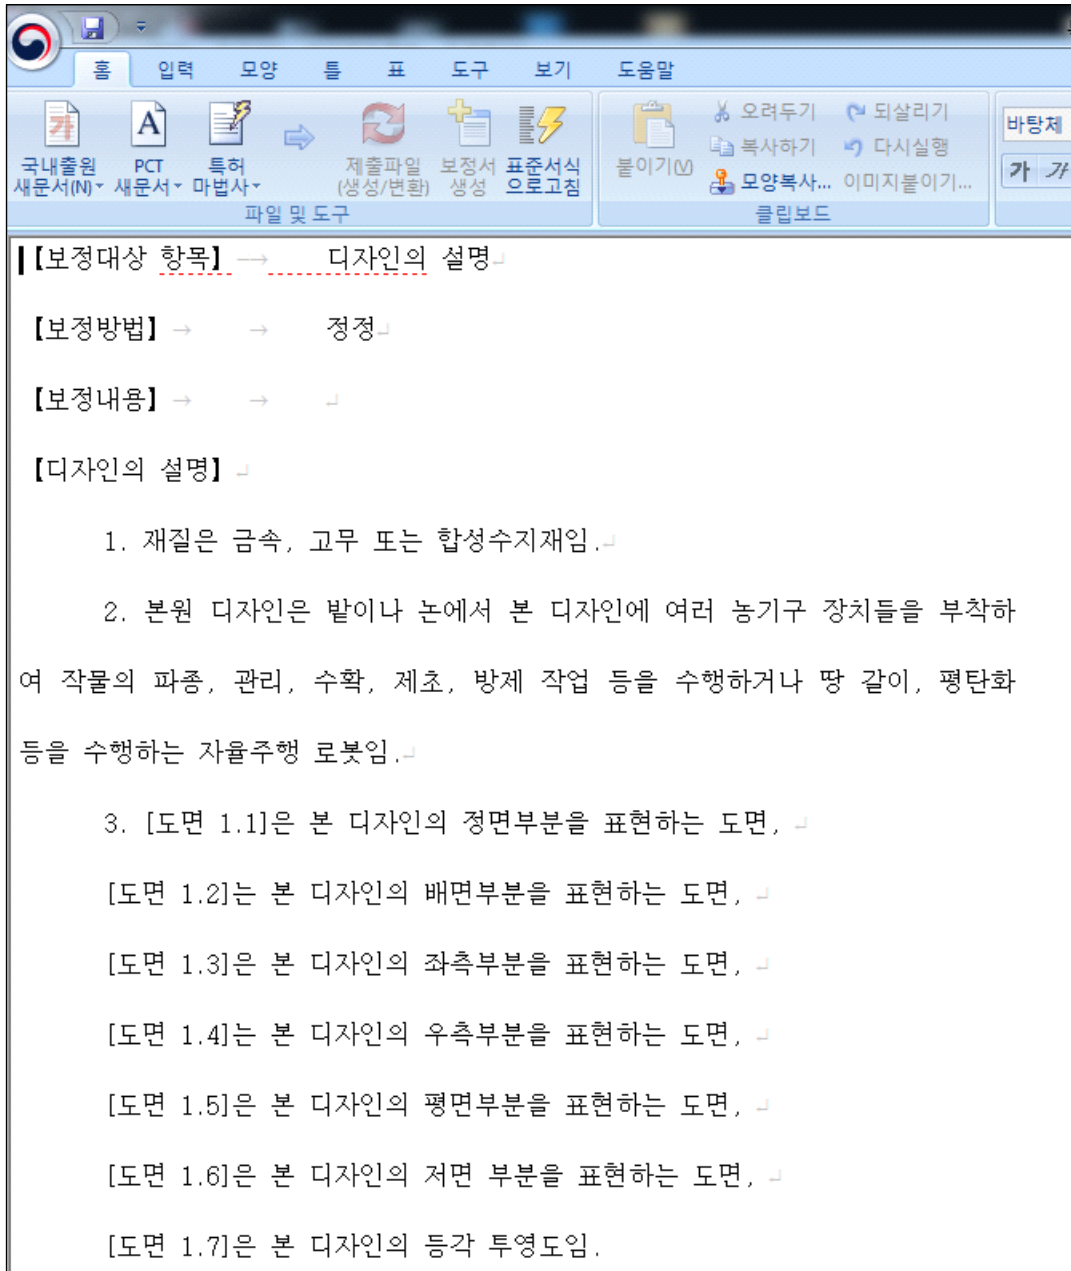 홈 입력 모양 틀 표 도구 보기 도움말
국내출원 새문서(N) PCT 새문서 특허 마법사 제출파일 (생성/변환) 보정서 생성 표준서식 으로고침
붙이기(V) 오려두기 되살리기 바탕체
복사하기 다시실행
모양복사... 이미지붙이기... 가 가
파일 및 도구 클립보드
【보정대상 항목】 디자인의 설명
【보정방법】 정정
【보정내용】
【디자인의 설명】
1. 재질은 금속, 고무 또는 합성수지재임.
2. 본원 디자인은 밭이나 논에서 본 디자인에 여러 농기구 장치들을 부착하
여 작물의 파종, 관리, 수확, 제초, 방제 작업 등을 수행하거나 땅 갈이, 평탄화
등을 수행하는 자율주행 로봇임.
3. [도면 1.1]은 본 디자인의 정면부분을 표현하는 도면,
[도면 1.2]는 본 디자인의 배면부분을 표현하는 도면,
[도면 1.3]은 본 디자인의 좌측부분을 표현하는 도면,
[도면 1.4]는 본 디자인의 우측부분을 표현하는 도면,
[도면 1.5]은 본 디자인의 평면부분을 표현하는 도면,
[도면 1.6]은 본 디자인의 저면 부분을 표현하는 도면,
[도면 1.7]은 본 디자인의 등각 투영도임.